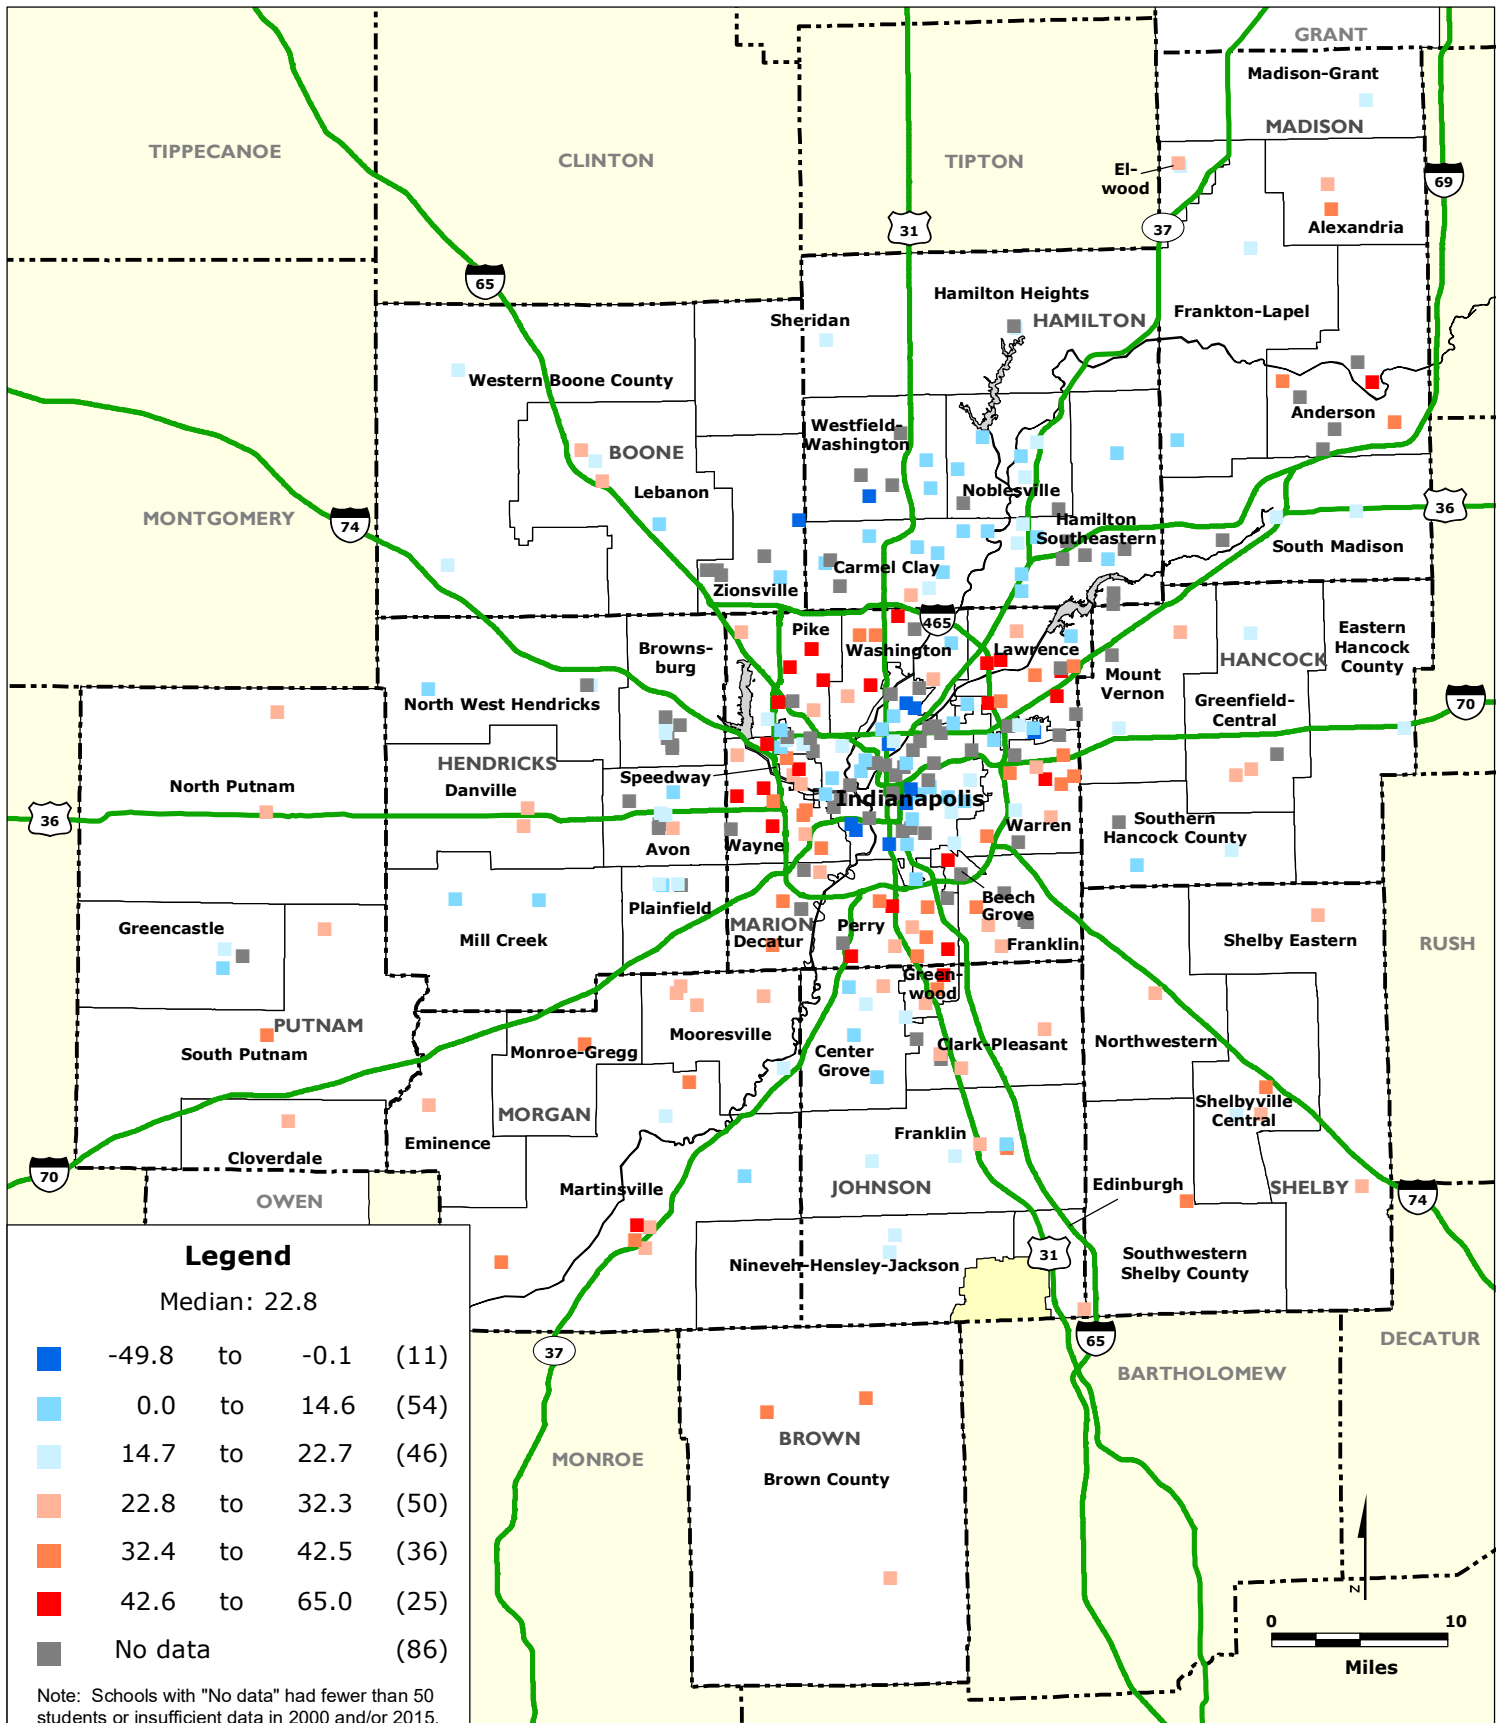 GRANT
Madison-Grant
MADISON
TIPPECANOE
CLINTON
TIPTON
El-
wood
69
31
37
Alexandria
65
Hamilton Heights
Sheridan
HAMILTON
Frankton-Lapel
Western Boone County
Anderson
Westfield-
Washington
BOONE
Lebanon
Noblesville
MONTGOMERY
74
36
Hamilton
Southeastern
South Madison
Carmel Clay
Zionsville
465
Pike
Washington
Lawrence
Browns-
burg
Eastern
Hancock
County
HANCOCK
Mount
Vernon
North West Hendricks
Greenfield-
Central
70
HENDRICKS
Speedway
North Putnam
Danville
Indianapolis
36
Southern
Hancock County
Warren
Avon
Wayne
Plainfield
Beech
Grove
MARION
Decatur
Perry
Franklin
Greencastle
Mill Creek
Shelby Eastern
RUSH
Green-
wood
PUTNAM
South Putnam
Monroe-Gregg
Mooresville
Center
Grove
Clark-Pleasant
Northwestern
MORGAN
Shelbyville
Central
Eminence
Franklin
Cloverdale
70
OWEN
Martinsville
JOHNSON
Edinburgh
SHELBY
74
31
Southwestern
Shelby County
Nineveh-Hensley-Jackson
Legend
Median: 22.8
-49.8 to -0.1 (11)
0.0 to 14.6 (54)
14.7 to 22.7 (46)
22.8 to 32.3 (50)
32.4 to 42.5 (36)
42.6 to 65.0 (25)
No data (86)
Note: Schools with "No data" had fewer than 50
students or insufficient data in 2000 and/or 2015.
37
65
DECATUR
BARTHOLOMEW
MONROE
BROWN
Brown County
N
0 10
Miles